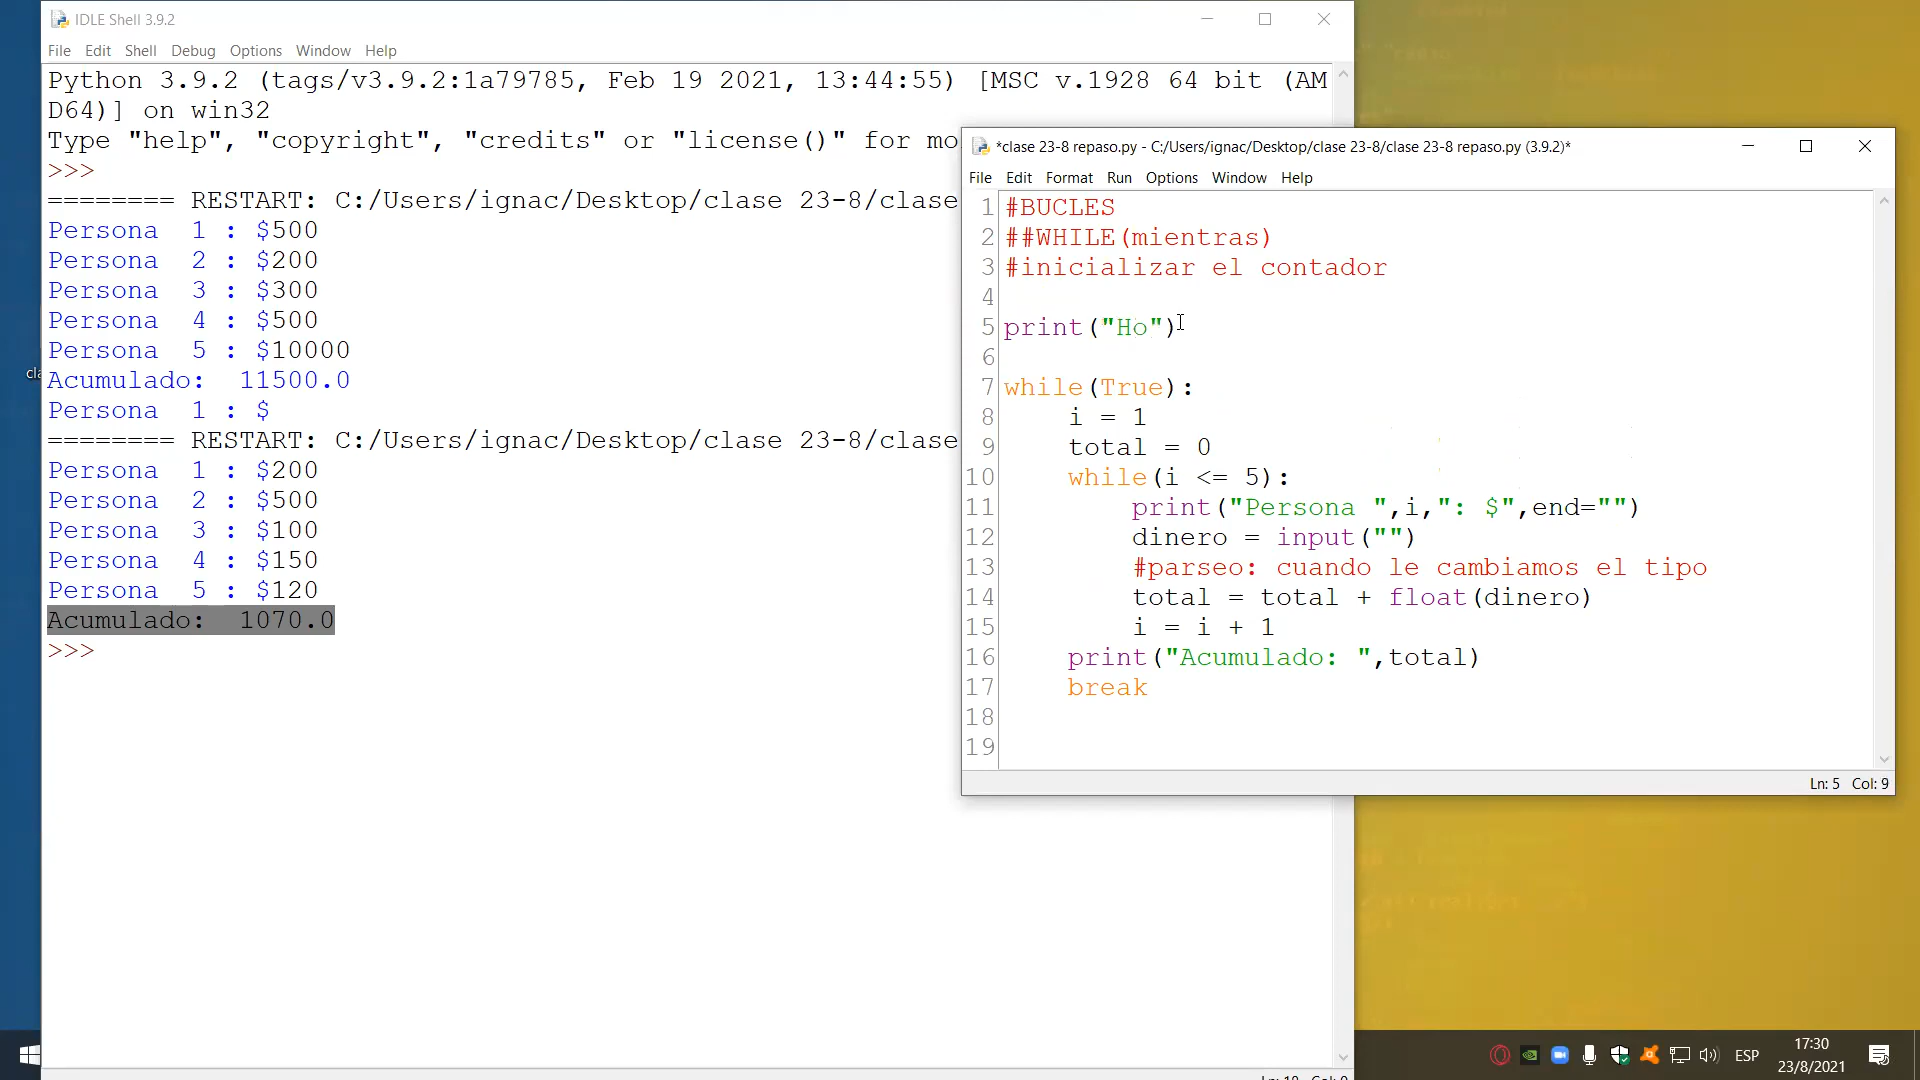 IDLE Shell 3.9.2
File Edit Shell Debug Options Window Help
Python 3.9.2 (tags/v3.9.2:1a79785, Feb 19 2021, 13:44:55) [MSC v.1928 64 bit (AM
D64)] on win32
Type "help", "copyright", "credits" or "license()" for mo
>>>
======== RESTART: C:/Users/ignac/Desktop/clase 23-8/clase
Persona  1 : $500
Persona  2 : $200
Persona  3 : $300
Persona  4 : $500
Persona  5 : $10000
Acumulado:  11500.0
Persona  1 : $
======== RESTART: C:/Users/ignac/Desktop/clase 23-8/clase
Persona  1 : $200
Persona  2 : $500
Persona  3 : $100
Persona  4 : $150
Persona  5 : $120
Acumulado:  1070.0
>>>
*clase 23-8 repaso.py - C:/Users/ignac/Desktop/clase 23-8/clase 23-8 repaso.py (3.9.2)*
File Edit Format Run Options Window Help
1 #BUCLES
2 ##WHILE(mientras)
3 #inicializar el contador
4
5 print("Ho")
6
7 while(True):
8     i = 1
9     total = 0
10     while(i <= 5):
11         print("Persona ",i,": $",end="")
12         dinero = input("")
13         #parseo: cuando le cambiamos el tipo
14         total = total + float(dinero)
15         i = i + 1
16     print("Acumulado: ",total)
17     break
18
19
Ln: 5 Col: 9
cla
ESP
17:30
23/8/2021